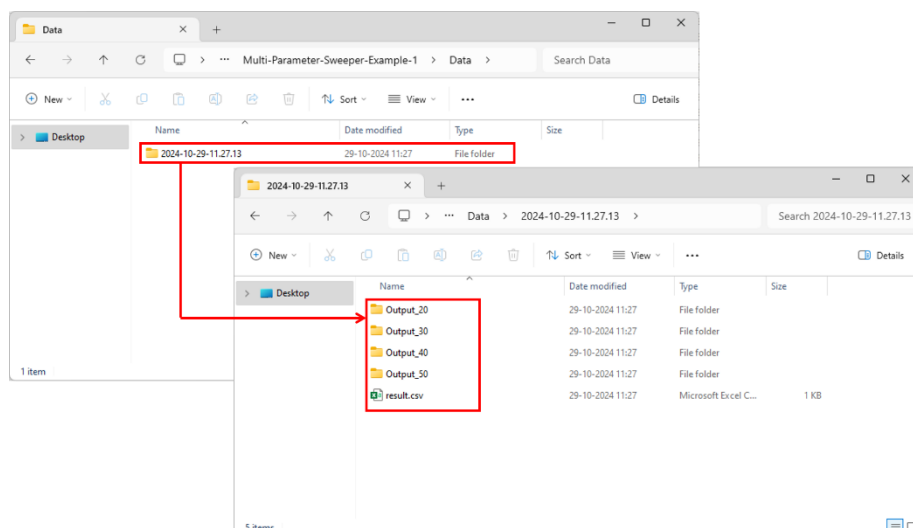 Data
Multi-Parameter-Sweeper-Example-1 > Data >
Search Data
New
Sort
View
Details
Desktop
Name
Date modified
Type
Size
2024-10-29-11.27.13
29-10-2024 11:27
File folder
1 item
2024-10-29-11.27.13
Data > 2024-10-29-11.27.13 >
Search 2024-10-29-11.27.13
New
Sort
View
Details
Desktop
Name
Date modified
Type
Size
Output_20
29-10-2024 11:27
File folder
Output_30
29-10-2024 11:27
File folder
Output_40
29-10-2024 11:27
File folder
Output_50
29-10-2024 11:27
File folder
result.csv
29-10-2024 11:27
Microsoft Excel C...
1 KB
5 items